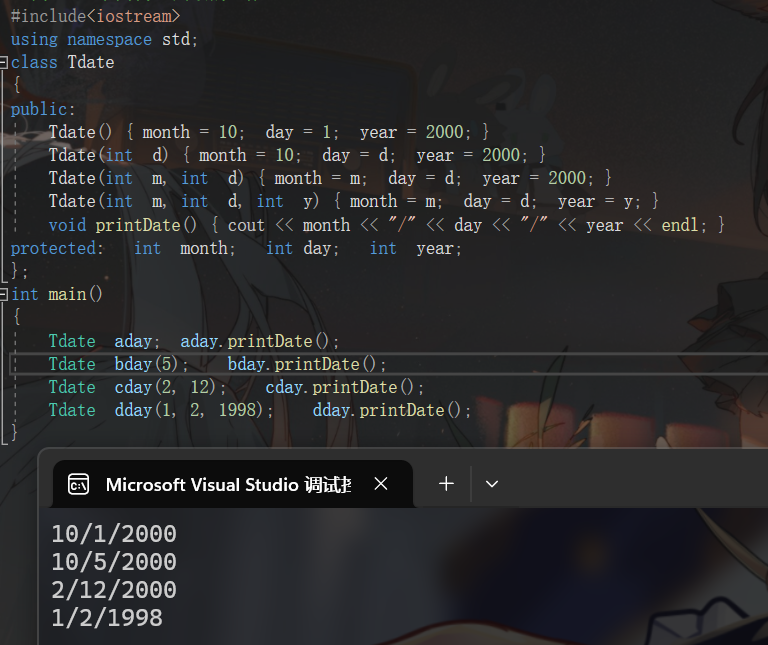 #include<iostream>
using namespace std;
class Tdate
{
public:
    Tdate() { month = 10;  day = 1;  year = 2000; }
    Tdate(int  d) { month = 10;  day = d;  year = 2000; }
    Tdate(int  m, int  d) { month = m;  day = d;  year = 2000; }
    Tdate(int  m, int  d, int  y) { month = m;  day = d;  year = y; }
    void printDate() { cout << month << "/" << day << "/" << year << endl; }
protected:   int  month;   int day;   int  year;
};
int main()
{
    Tdate  aday;  aday.printDate();
    Tdate  bday(5);    bday.printDate();
    Tdate  cday(2, 12);    cday.printDate();
    Tdate  dday(1, 2, 1998);    dday.printDate();
}
Microsoft Visual Studio 调试
10/1/2000
10/5/2000
2/12/2000
1/2/1998